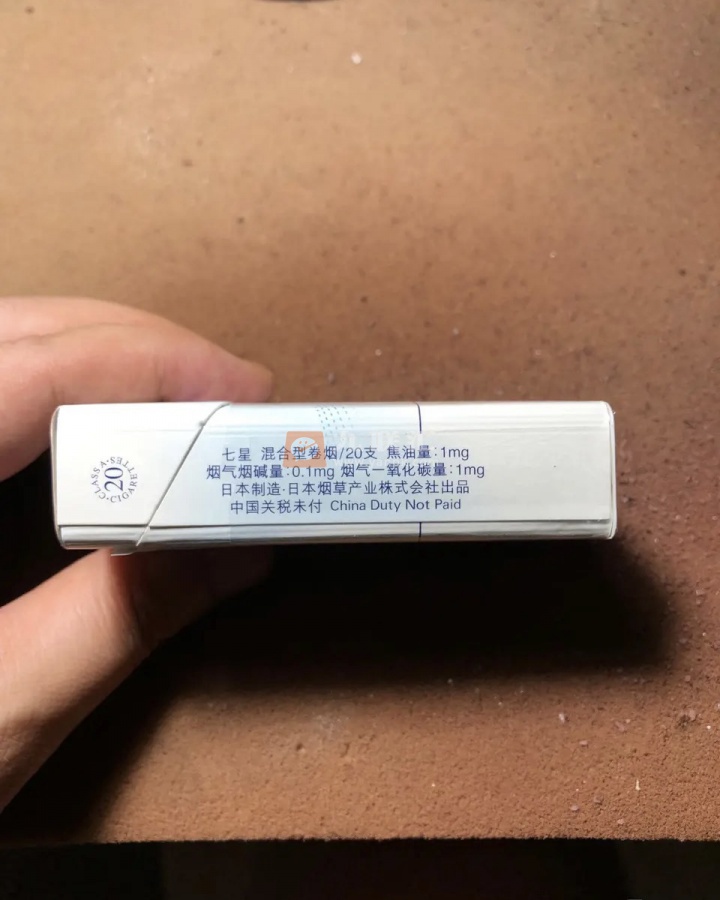 CLASS A·CIGARETTES·
20
七星 混合型卷烟/20支 焦油量:1mg
烟气烟碱量:0.1mg 烟气一氧化碳量:1mg
日本制造·日本烟草产业株式会社出品
中国关税未付 China Duty Not Paid